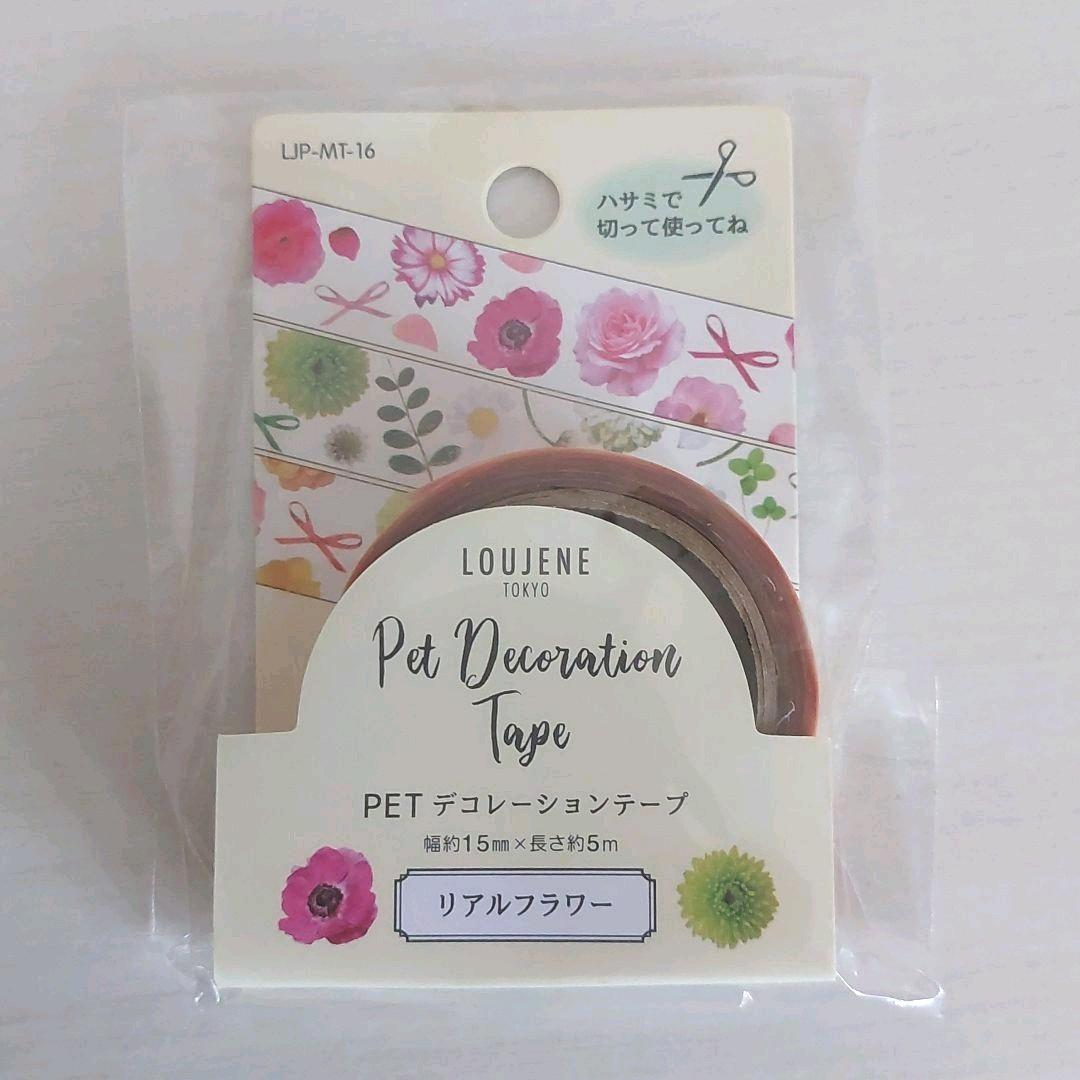 LJP-MT-16
ハサミで
切って使ってね
LOUJENE
TOKYO
Pet Decoration
Tape
PET デコレーションテープ
幅約15㎜×長さ約5m
リアルフラワー